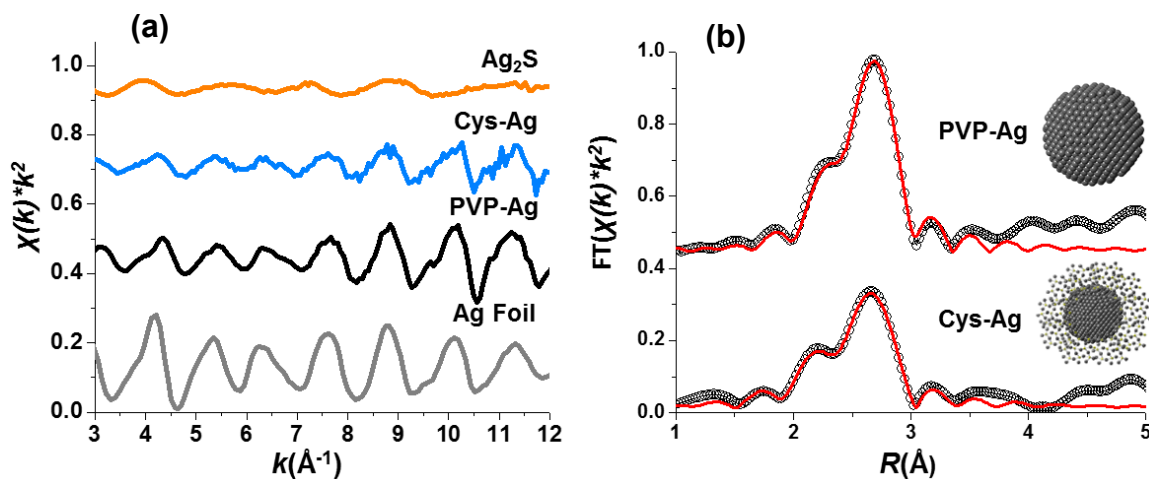 (a)
Ag₂S
Cys-Ag
PVP-Ag
Ag Foil
1.0
0.8
0.6
0.4
0.2
0.0
χ(k)*k²
3 4 5 6 7 8 9 10 11 12
k(Å⁻¹)
(b)
PVP-Ag
Cys-Ag
1.0
0.8
0.6
0.4
0.2
0.0
FT(χ(k)*k²)
1 2 3 4 5
R(Å)